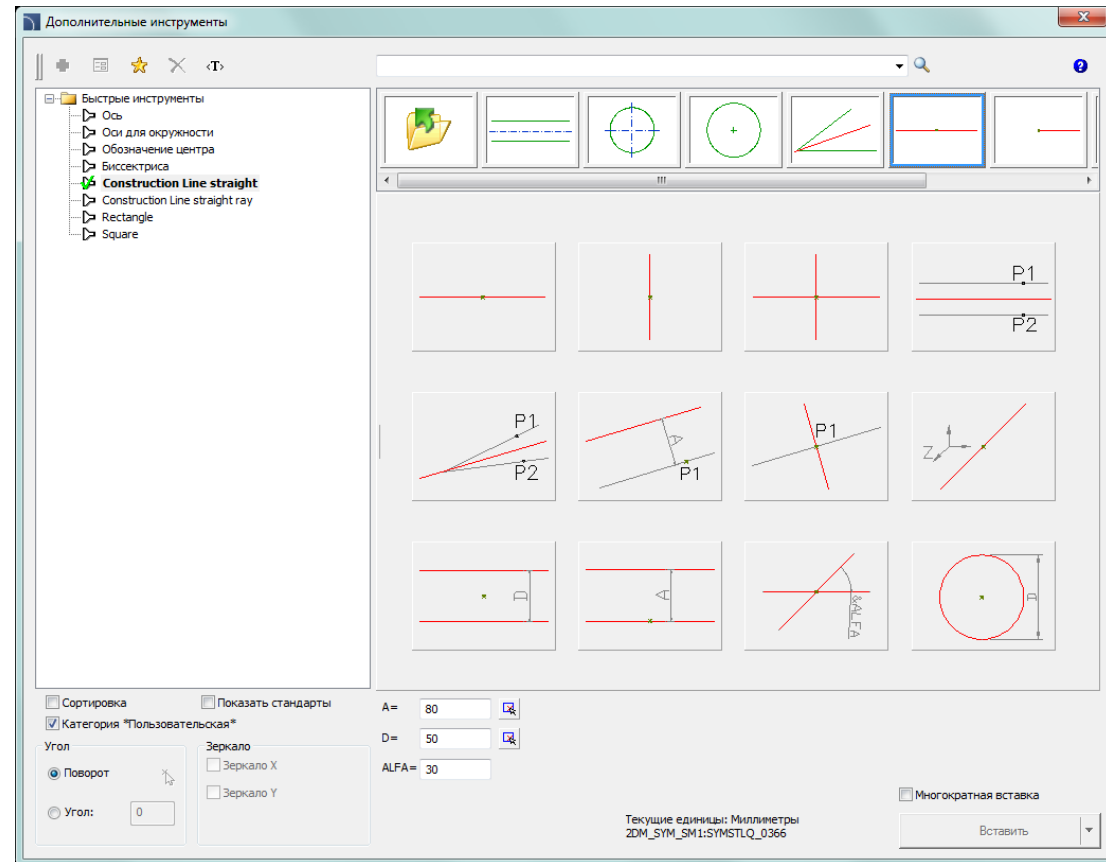 Дополнительные инструменты
<T>
Быстрые инструменты
Ось
Оси для окружности
Обозначение центра
Биссектриса
Construction Line straight
Construction Line straight ray
Rectangle
Square
P1
P2
P1
P2
A
P1
P1
Z
D
A
&ALFA
D
Сортировка
Показать стандарты
Категория *Пользовательская*
Угол
Поворот
Угол:
0
Зеркало
Зеркало X
Зеркало Y
A=
80
D=
50
ALFA=
30
Многократная вставка
Текущие единицы: Миллиметры
2DM_SYM_SM1:SYMSTLQ_0366
Вставить